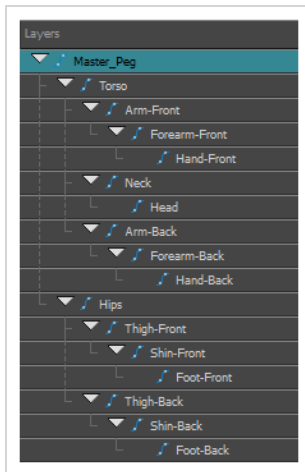 Layers
Master_Peg
Torso
Arm-Front
Forearm-Front
Hand-Front
Neck
Head
Arm-Back
Forearm-Back
Hand-Back
Hips
Thigh-Front
Shin-Front
Foot-Front
Thigh-Back
Shin-Back
Foot-Back